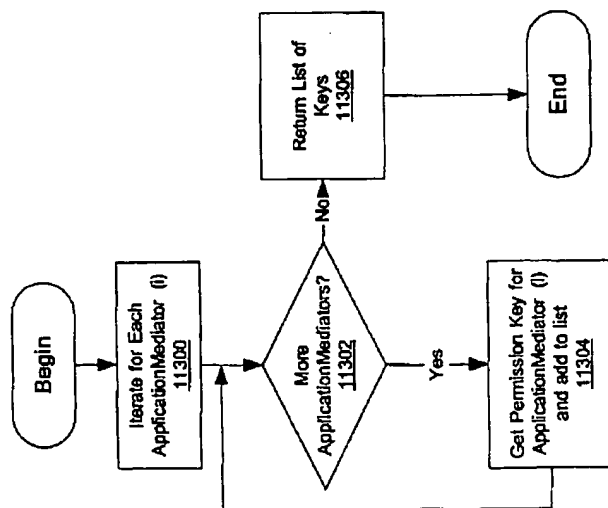 Begin
Iterate for Each
ApplicationMediator (i)
11300
More
ApplicationMediators?
11302
No
Return List of
Keys
11306
End
Yes
Get Permission Key for
ApplicationMediator (i)
and add to list
11304